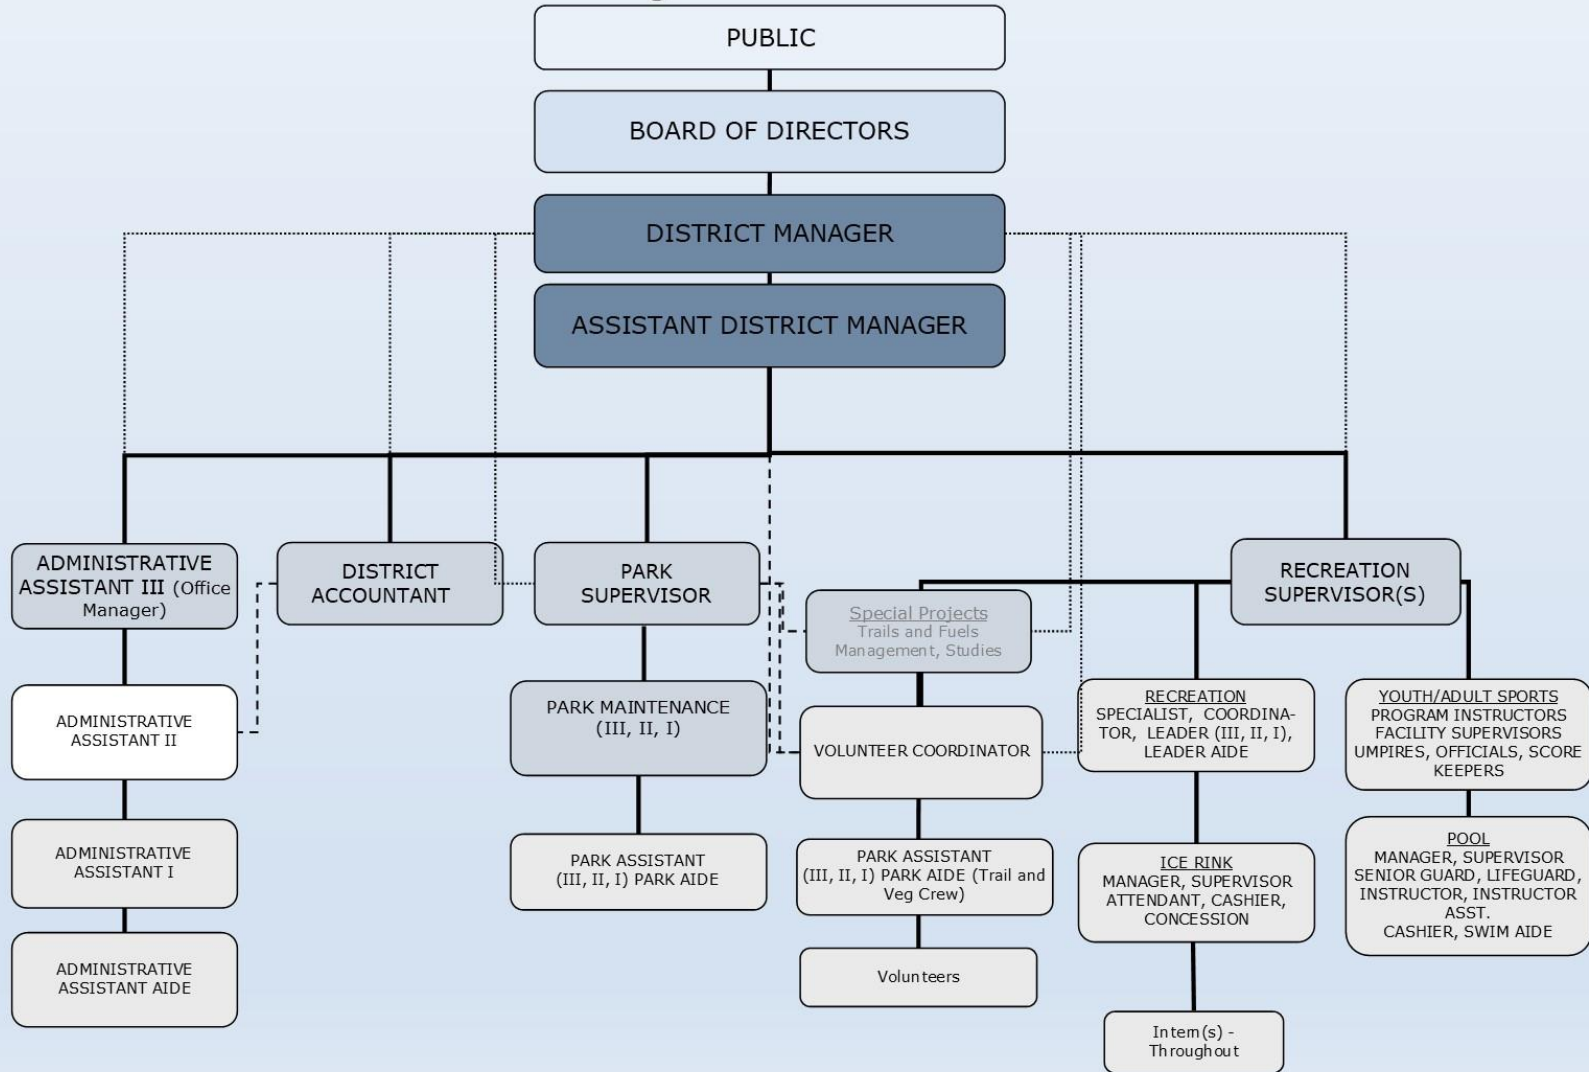 PUBLIC
BOARD OF DIRECTORS
DISTRICT MANAGER
ASSISTANT DISTRICT MANAGER
ADMINISTRATIVE
ASSISTANT III (Office
Manager)
DISTRICT
ACCOUNTANT
PARK
SUPERVISOR
RECREATION
SUPERVISOR(S)
Special Projects
Trails and Fuels
Management, Studies
ADMINISTRATIVE
ASSISTANT II
PARK MAINTENANCE
(III, II, I)
VOLUNTEER COORDINATOR
RECREATION
SPECIALIST, COORDINA-
TOR, LEADER (III, II, I),
LEADER AIDE
YOUTH/ADULT SPORTS
PROGRAM INSTRUCTORS
FACILITY SUPERVISORS
UMPIRES, OFFICIALS, SCORE
KEEPERS
ADMINISTRATIVE
ASSISTANT I
PARK ASSISTANT
(III, II, I) PARK AIDE
PARK ASSISTANT
(III, II, I) PARK AIDE (Trail and
Veg Crew)
ICE RINK
MANAGER, SUPERVISOR
ATTENDANT, CASHIER,
CONCESSION
POOL
MANAGER, SUPERVISOR
SENIOR GUARD, LIFEGUARD,
INSTRUCTOR, INSTRUCTOR
ASST.
CASHIER, SWIM AIDE
ADMINISTRATIVE
ASSISTANT AIDE
Volunteers
Intern(s) -
Throughout